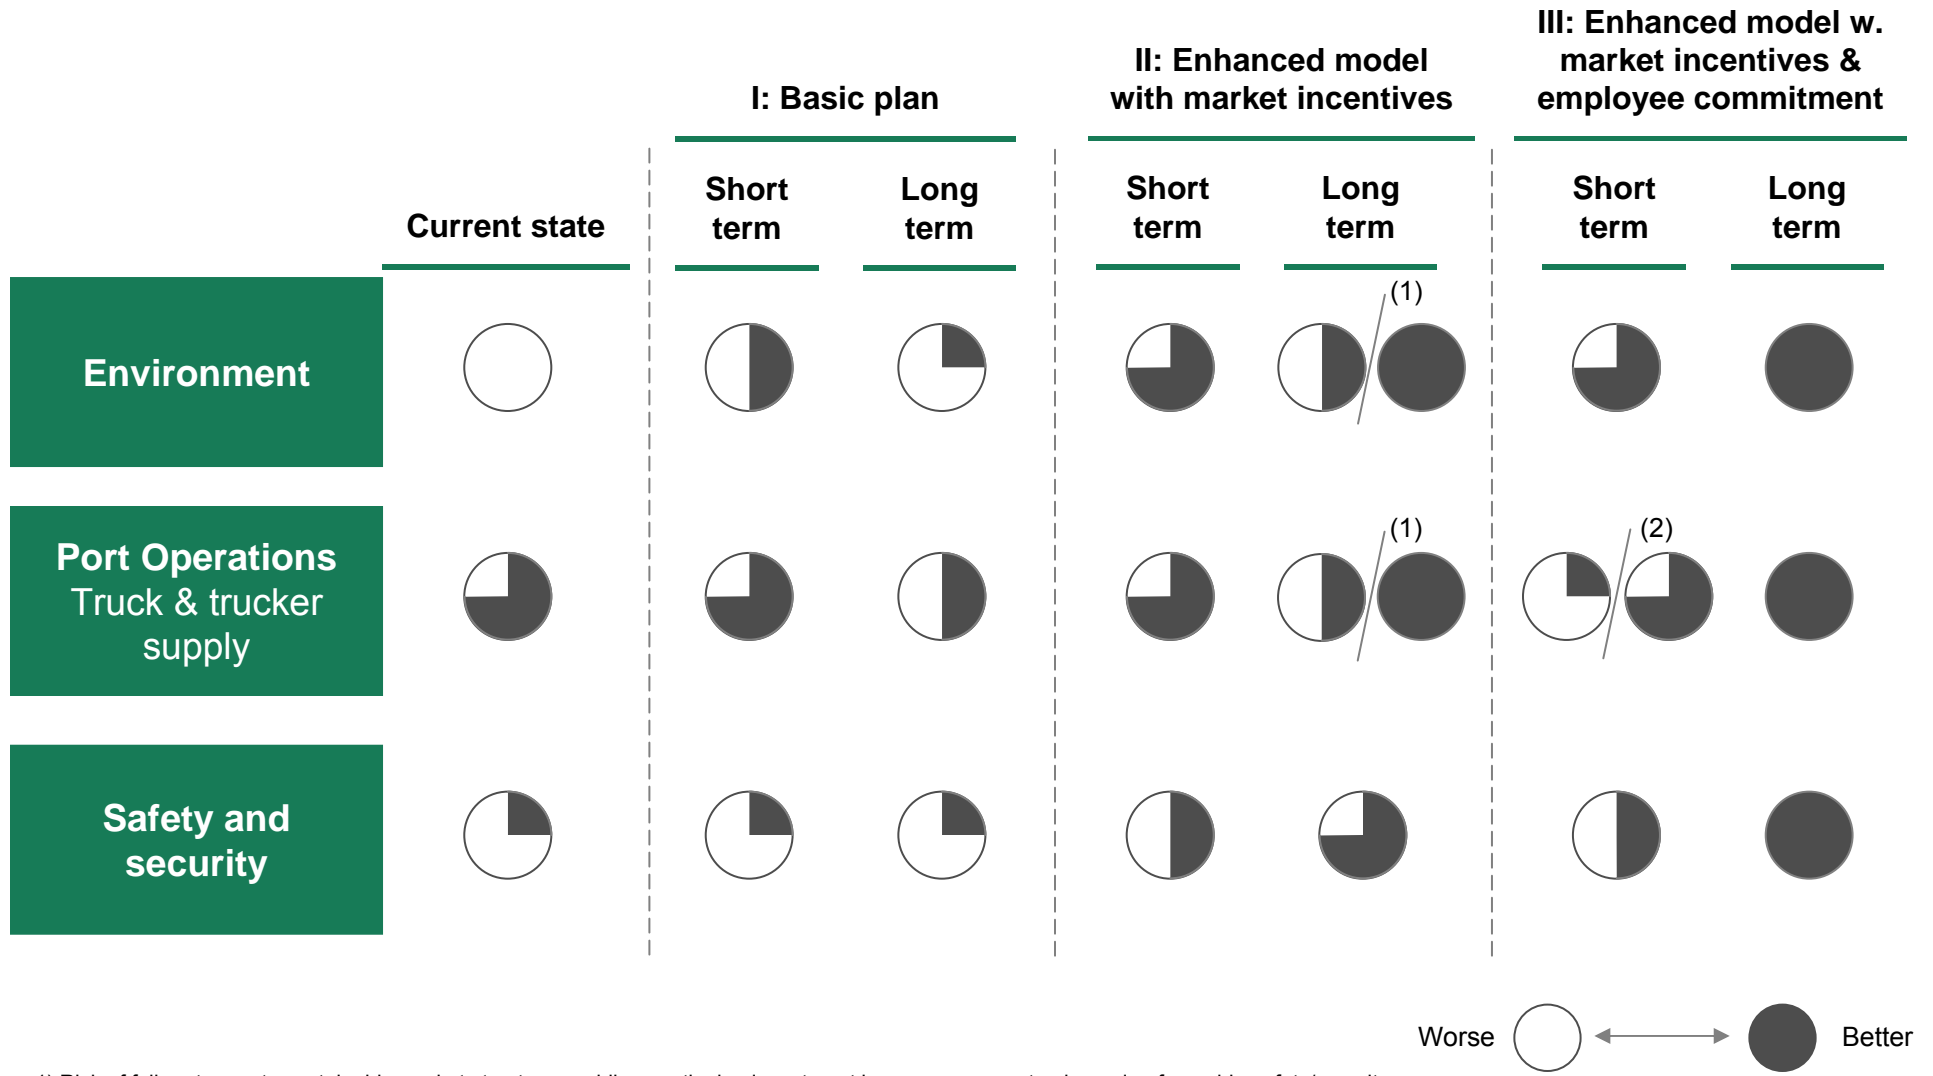 III: Enhanced model w.
market incentives &
employee commitment
II: Enhanced model
with market incentives
I: Basic plan
Short
term
Long
term
Short
term
Long
term
Short
term
Long
term
Current state
(1)
Environment
(1)
(2)
Port Operations
Truck & trucker
supply
Safety and
security
Worse
Better